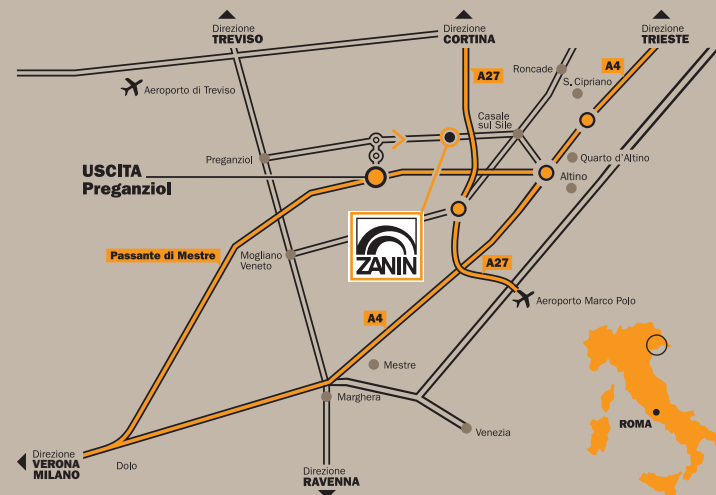 Direzione
TREVISO
Direzione
CORTINA
Direzione
TRIESTE
A27
Roncade
A4
S. Cipriano
Aeroporto di Treviso
Casale
sul Sile
Preganziol
Quarto d'Altino
USCITA
Preganziol
Altino
Passante di Mestre
Mogliano
Veneto
ZANIN
A27
Aeroporto Marco Polo
A4
Mestre
Marghera
ROMA
Venezia
Direzione
VERONA
MILANO
Dolo
Direzione
RAVENNA